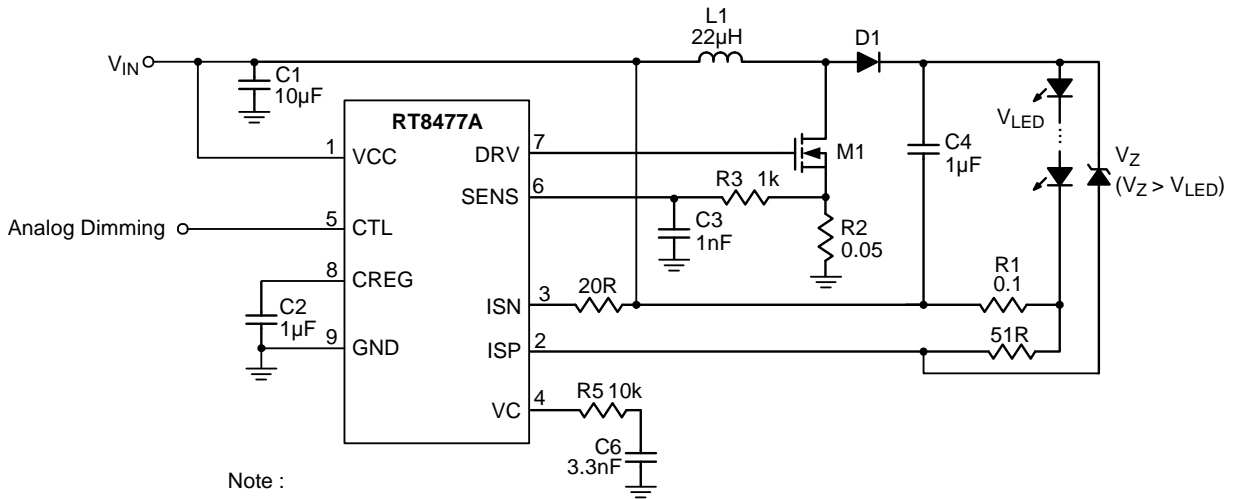 L1
22µH
D1
VIN
C1
10µF
RT8477A
VLED
1
VCC
DRV
7
M1
C4
1µF
VZ
(VZ > VLED)
SENS
6
R3 1k
Analog Dimming
5
CTL
C3
1nF
R2
0.05
8
CREG
R1
0.1
C2
1µF
ISN
3
20R
9
GND
ISP
2
51R
VC
4
R5 10k
C6
3.3nF
Note :